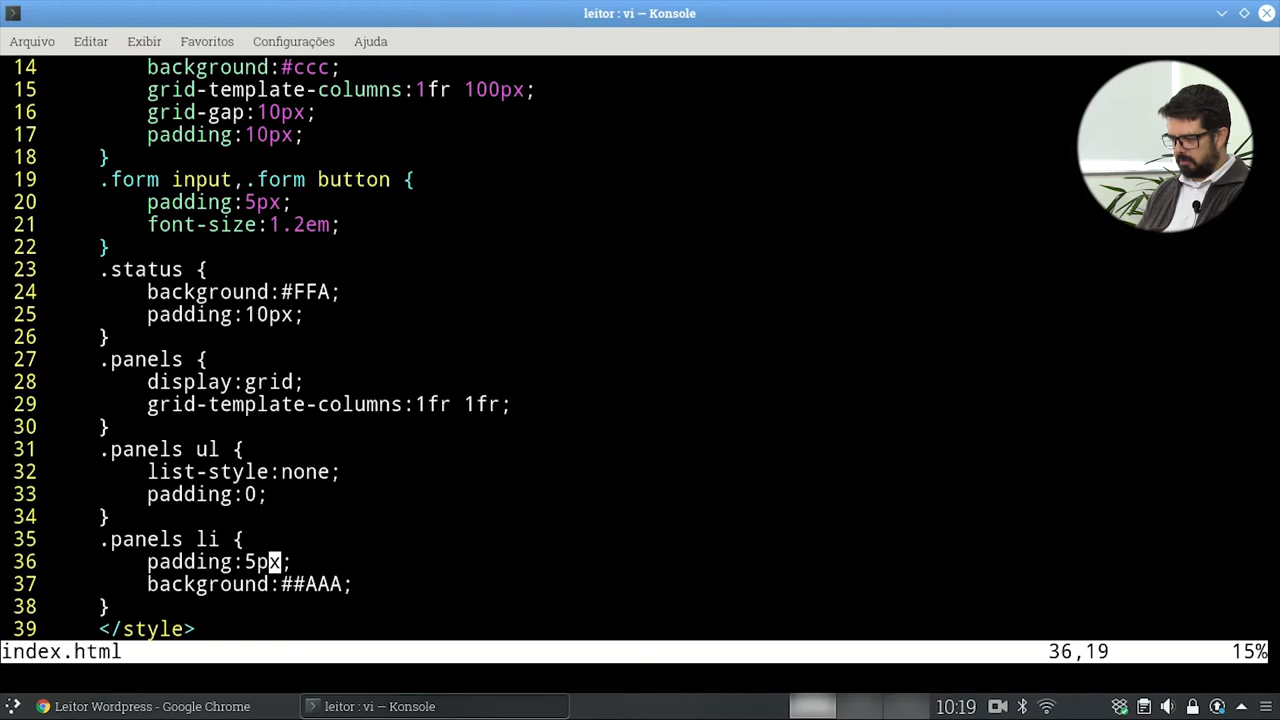 leitor : vi — Konsole
Arquivo Editar Exibir Favoritos Configurações Ajuda
14 background:#ccc;
15 grid-template-columns:1fr 100px;
16 grid-gap:10px;
17 padding:10px;
18 }
19 .form input,.form button {
20 padding:5px;
21 font-size:1.2em;
22 }
23 .status {
24 background:#FFA;
25 padding:10px;
26 }
27 .panels {
28 display:grid;
29 grid-template-columns:1fr 1fr;
30 }
31 .panels ul {
32 list-style:none;
33 padding:0;
34 }
35 .panels li {
36 padding:5px;
37 background:##AAA;
38 }
39 </style>
index.html 36,19 15%
Leitor Wordpress - Google Chrome leitor : vi — Konsole 10:19